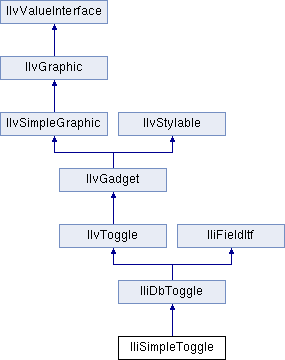 IlvValueInterface
IlvGraphic
IlvSimpleGraphic IlvStylable
IlvGadget
IlvToggle IliFieldItf
IliDbToggle
IliSimpleToggle